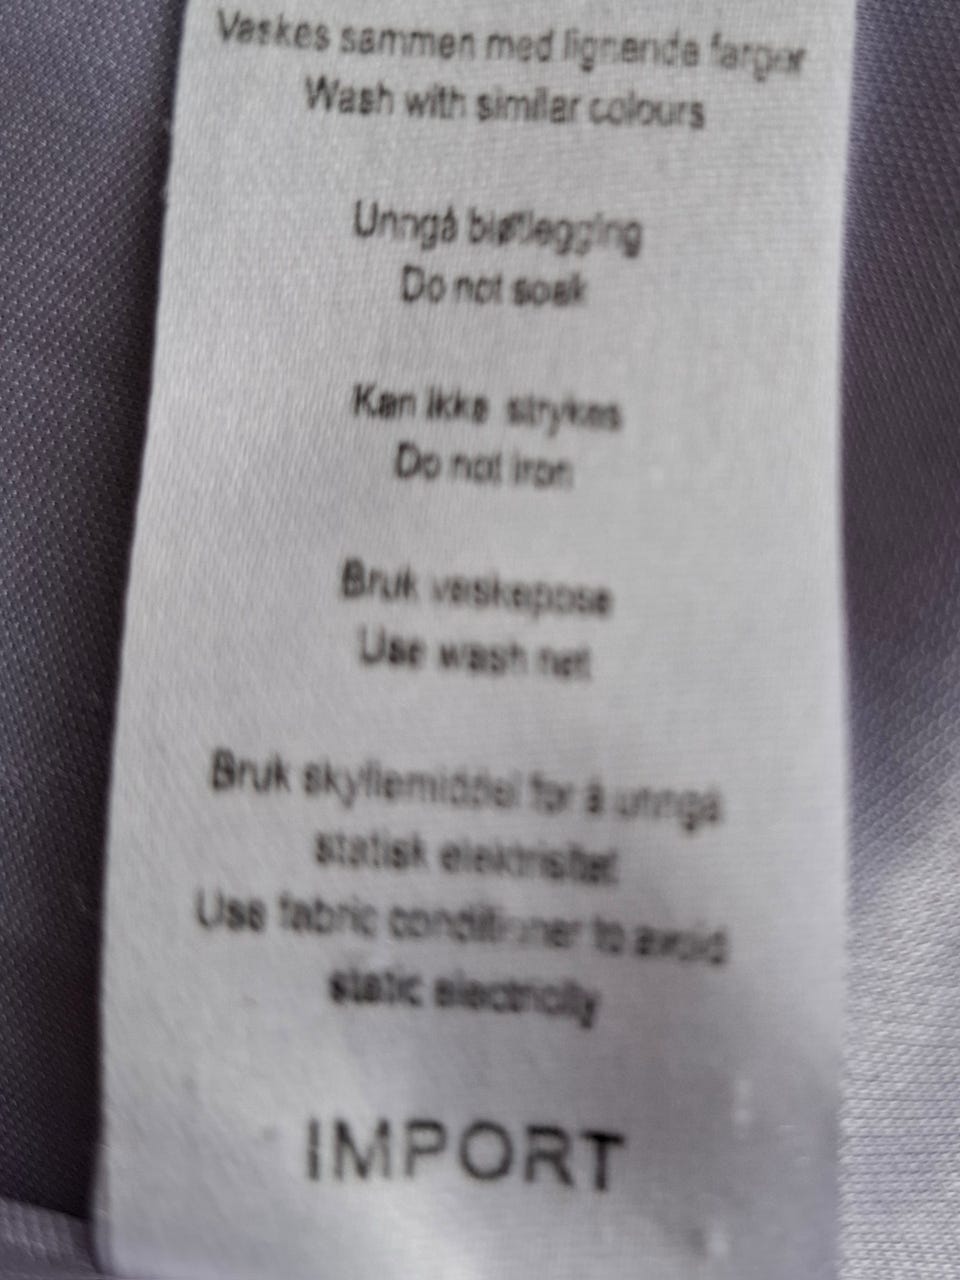 Vaskes sammen med lignende farger
Wash with similar colours
Unngå bløtlegging
Do not soak
Kan ikke strykes
Do not iron
Bruk vaskepose
Use wash net
Bruk skyllemiddel for å unngå
statisk elektrisitet
Use fabric conditioner to avoid
static electricity
IMPORT